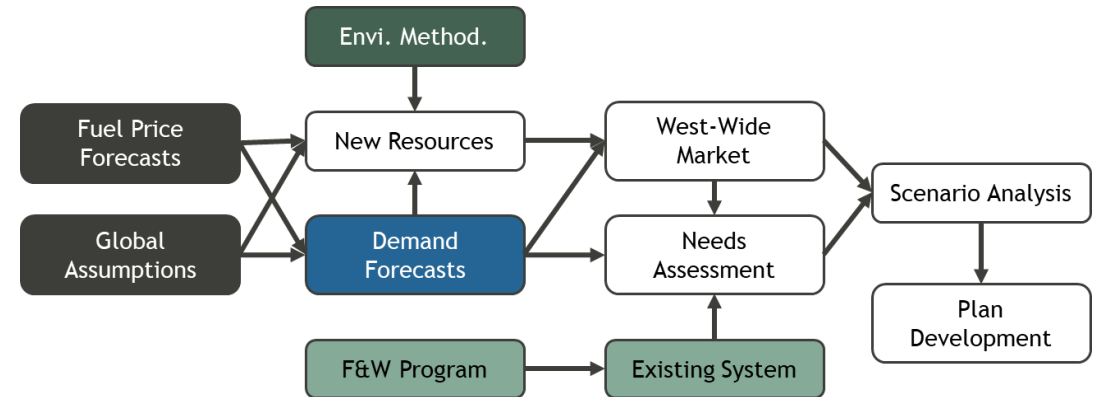 Envi. Method.
Fuel Price
Forecasts
New Resources
West-Wide
Market
Scenario Analysis
Global
Assumptions
Demand
Forecasts
Needs
Assessment
Plan
Development
F&W Program
Existing System